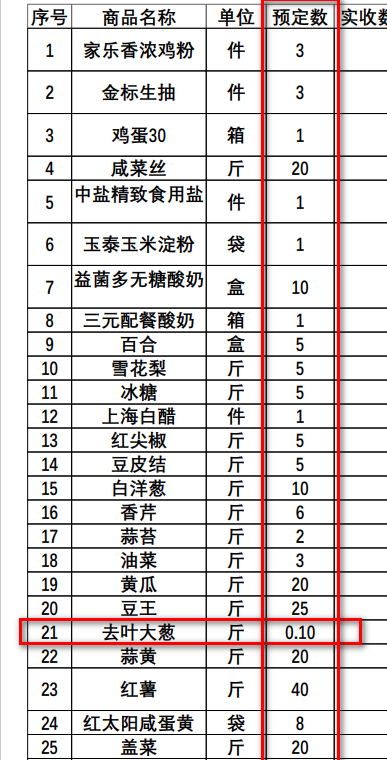 序号 商品名称 单位 预定数 实收数
1 家乐香浓鸡粉 件 3
2 金标生抽 件 3
3 鸡蛋30 箱 1
4 咸菜丝 斤 20
5 中盐精致食用盐 件 1
6 玉泰玉米淀粉 袋 1
7 益菌多无糖酸奶 盒 10
8 三元配餐酸奶 箱 1
9 百合 盒 5
10 雪花梨 斤 5
11 冰糖 斤 5
12 上海白醋 件 1
13 红尖椒 斤 5
14 豆皮结 斤 5
15 白洋葱 斤 10
16 香芹 斤 6
17 蒜苔 斤 2
18 油菜 斤 3
19 黄瓜 斤 20
20 豆王 斤 25
21 去叶大葱 斤 0.10
22 蒜黄 斤 20
23 红薯 斤 40
24 红太阳咸蛋黄 袋 8
25 盖菜 斤 20